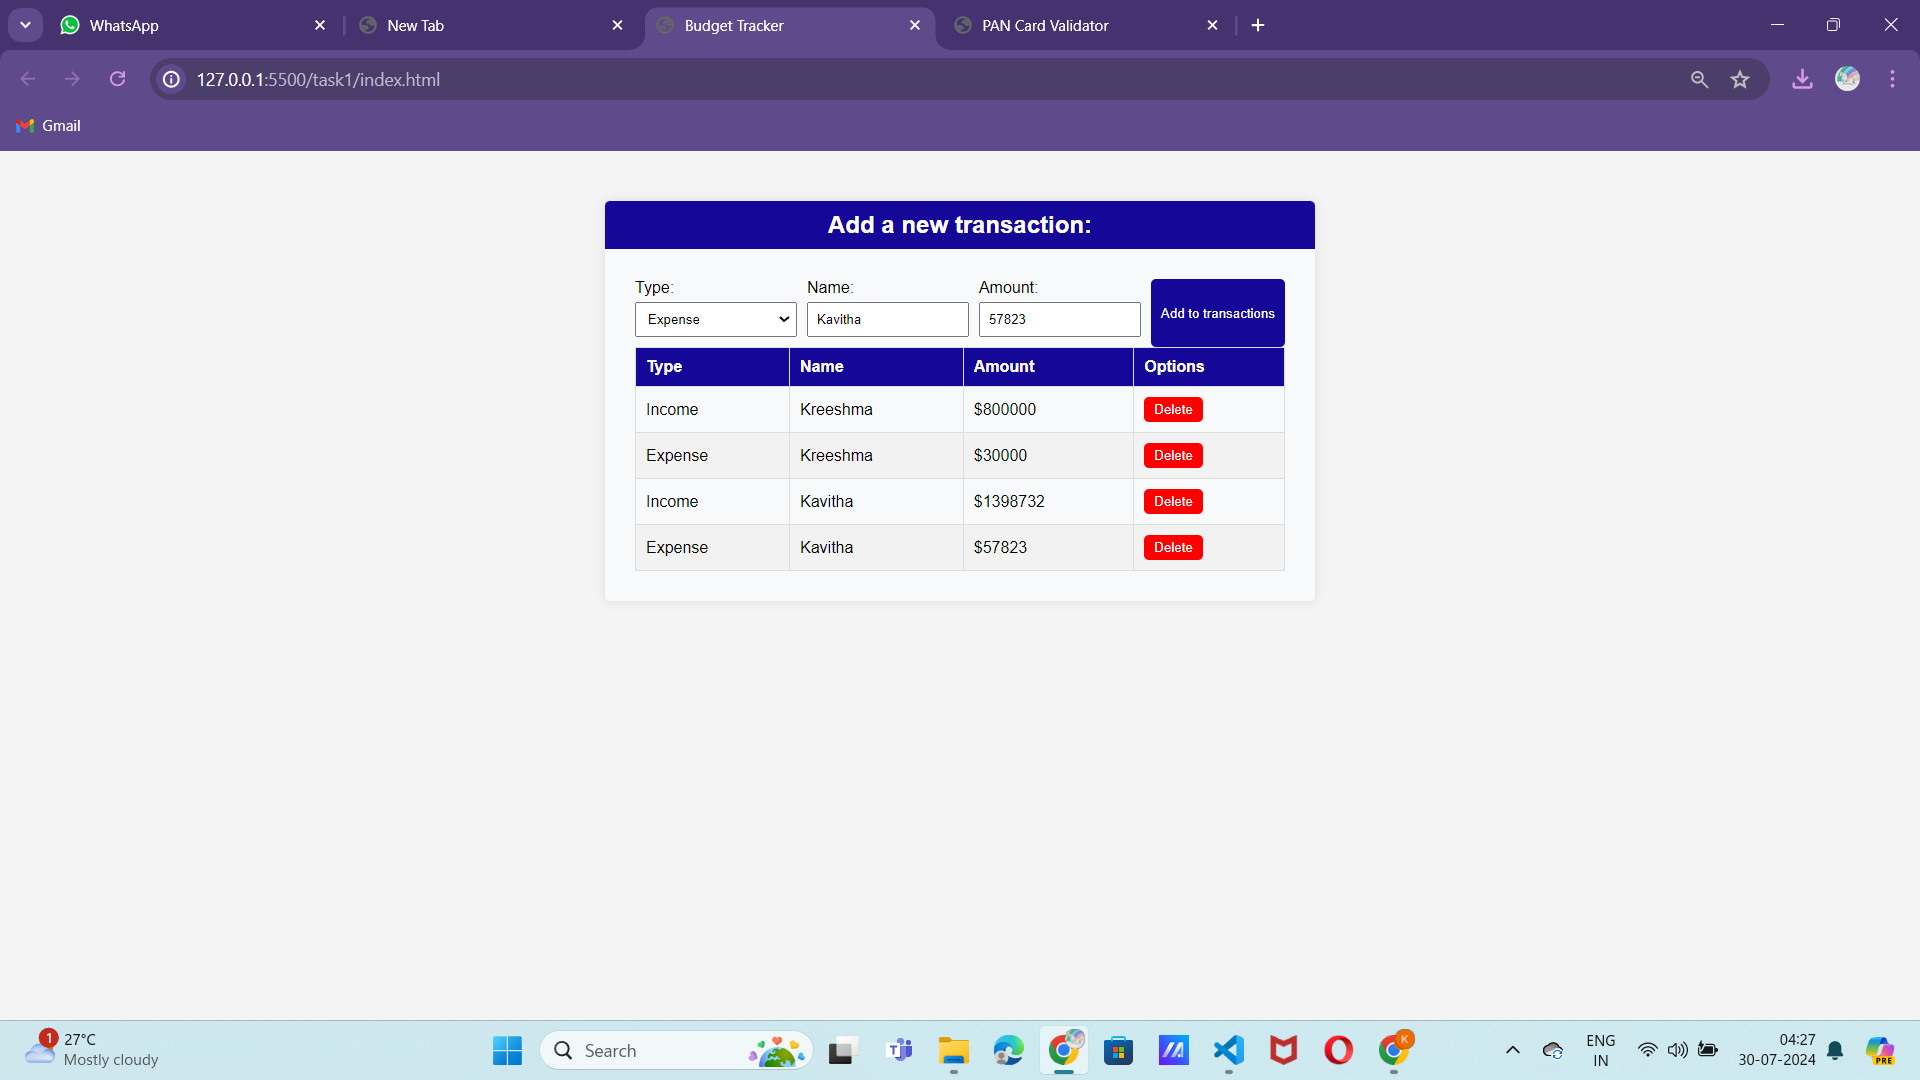 WhatsApp
New Tab
Budget Tracker
PAN Card Validator
127.0.0.1:5500/task1/index.html
Gmail
Add a new transaction:
Type: Name: Amount:
Expense Kavitha 57823 Add to transactions
Type Name Amount Options
Income Kreeshma $800000 Delete
Expense Kreeshma $30000 Delete
Income Kavitha $1398732 Delete
Expense Kavitha $57823 Delete
1
27°C
Mostly cloudy
Search
T
K
ENG
IN
04:27
30-07-2024
PRE